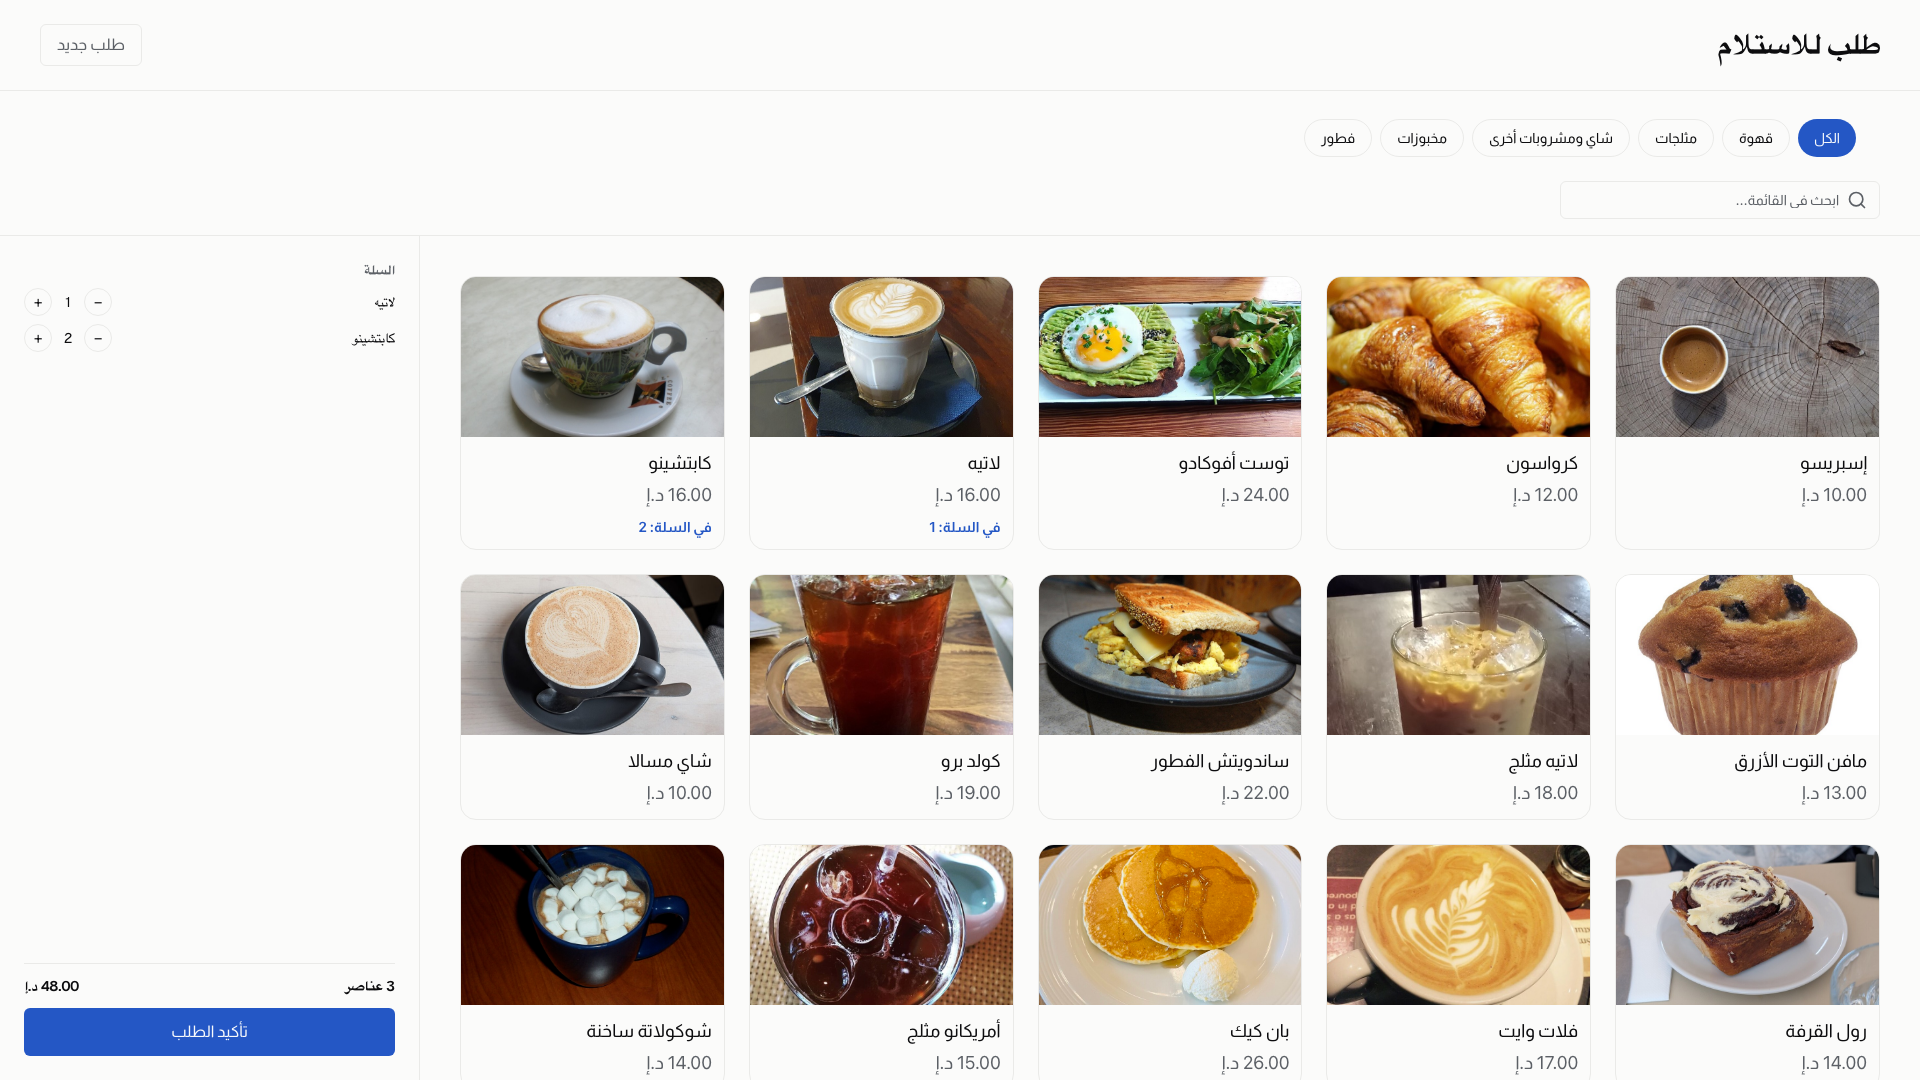 طلب للاستلام
طلب جديد
الكل
قهوة
مثلجات
شاي ومشروبات أخرى
مخبوزات
فطور
ابحث في القائمة...
إسبريسو
10.00 د.إ
كرواسون
12.00 د.إ
توست أفوكادو
24.00 د.إ
لاتيه
16.00 د.إ
في السلة: 1
كابتشينو
16.00 د.إ
في السلة: 2
مافن التوت الأزرق
13.00 د.إ
لاتيه مثلج
18.00 د.إ
ساندويتش الفطور
22.00 د.إ
كولد برو
19.00 د.إ
شاي مسالا
10.00 د.إ
رول القرفة
14.00 د.إ
فلات وايت
17.00 د.إ
بان كيك
26.00 د.إ
أمريكانو مثلج
15.00 د.إ
شوكولاتة ساخنة
14.00 د.إ
السلة
لاتيه
− 1 +
كابتشينو
− 2 +
3 عناصر
48.00 د.إ
تأكيد الطلب